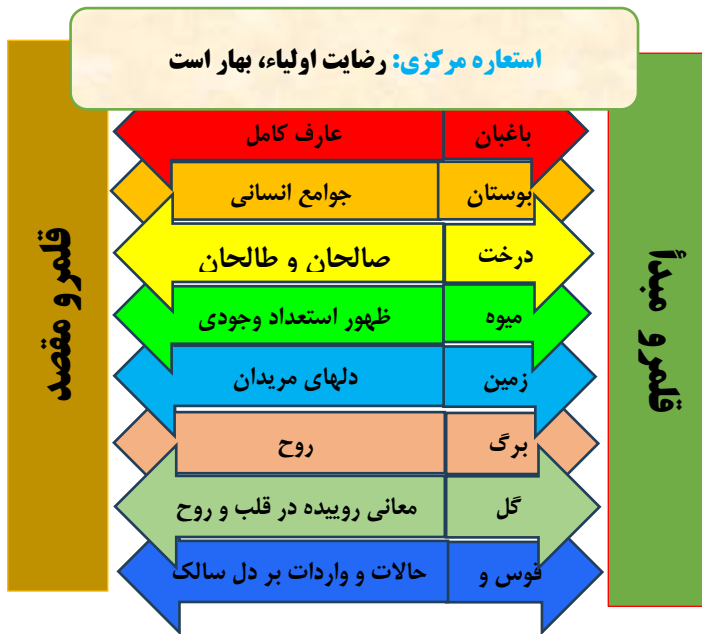 استعاره مرکزی: رضایت اولیاء، بهار است
قلمرو مبدأ
قلمرو مقصد
باغبان عارف کامل
بوستان جوامع انسانی
درخت صالحان و طالحان
میوه ظهور استعداد وجودی
زمین دلهای مریدان
برگ روح
گل معانی روییده در قلب و روح
قوس و حالات و واردات بر دل سالک